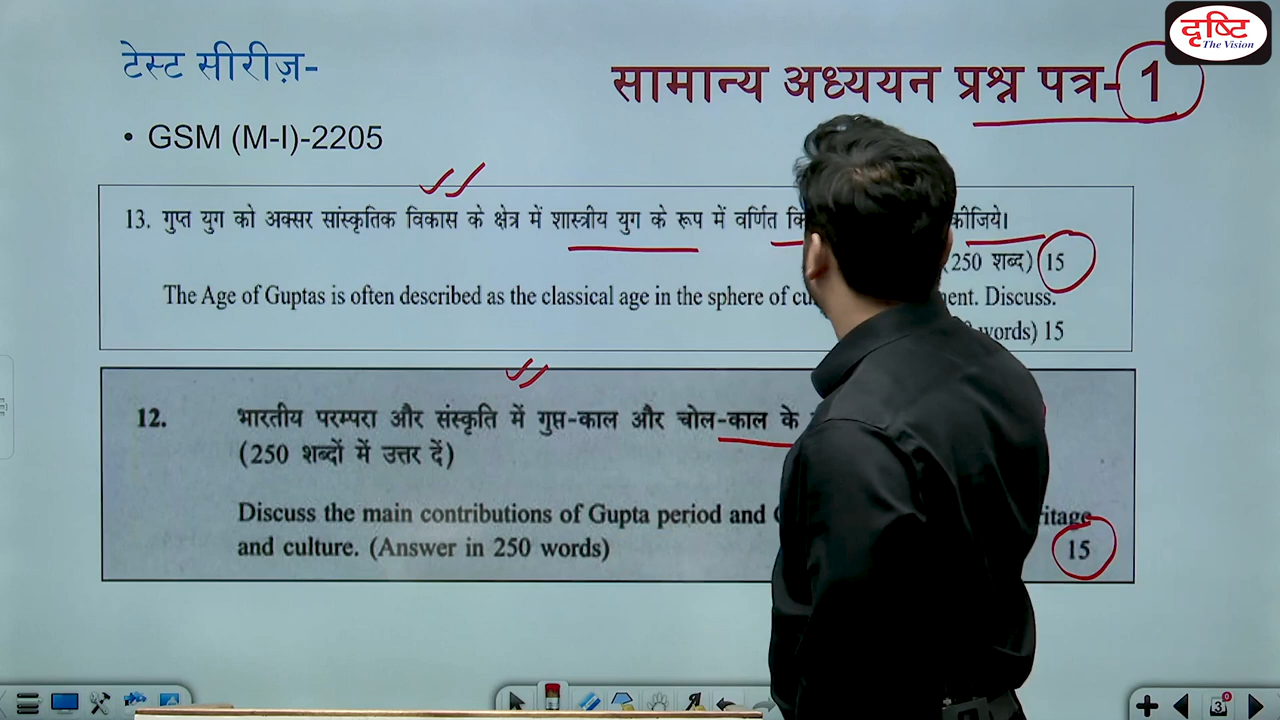 दृष्टि
The Vision
टेस्ट सीरीज़-
सामान्य अध्ययन प्रश्न पत्र- 1
• GSM (M-I)-2205
13. गुप्त युग को अक्सर सांस्कृतिक विकास के क्षेत्र में शास्त्रीय युग के रूप में वर्णित कीजिये।
(250 शब्द) 15
The Age of Guptas is often described as the classical age in the sphere of Discuss.
words) 15
12. भारतीय परम्परा और संस्कृति में गुप्त-काल और चोल-काल के
(250 शब्दों में उत्तर दें)
Discuss the main contributions of Gupta period and
and culture. (Answer in 250 words) 15
3
0